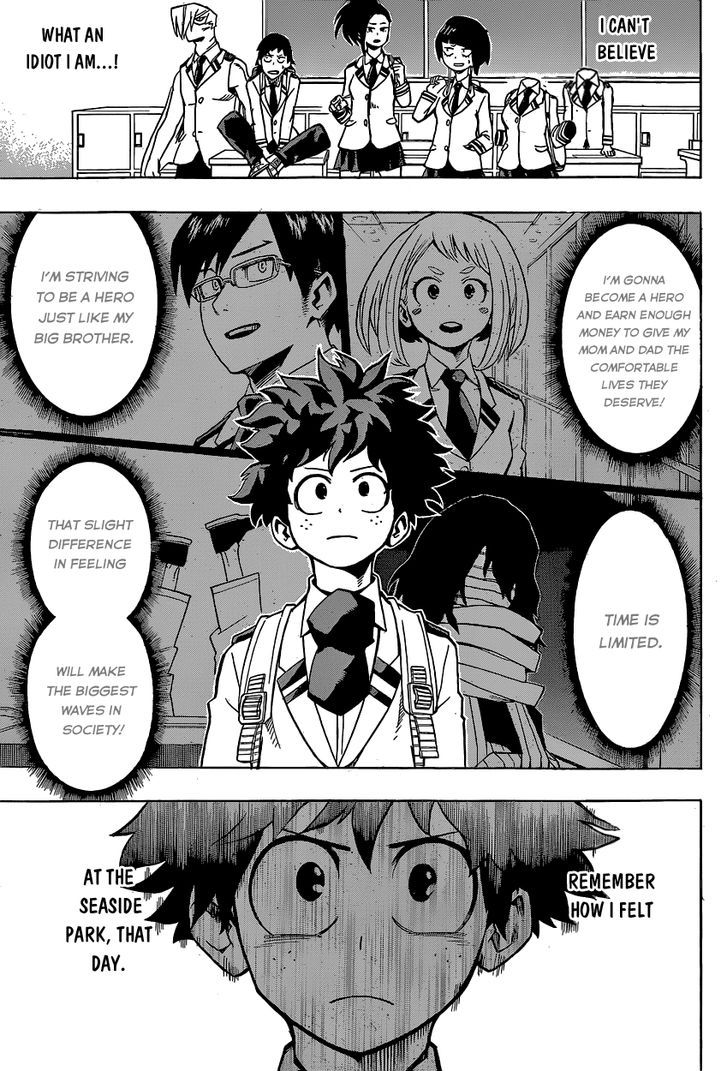 I CAN'T
BELIEVE
WHAT AN
IDIOT I AM...!
I'M GONNA
BECOME A HERO
AND EARN ENOUGH
MONEY TO GIVE MY
MOM AND DAD THE
COMFORTABLE
LIVES THEY
DESERVE!
I'M STRIVING
TO BE A HERO
JUST LIKE MY
BIG BROTHER.
TIME IS
LIMITED.
THAT SLIGHT
DIFFERENCE
IN FEELING
WILL MAKE
THE BIGGEST
WAVES IN
SOCIETY!
REMEMBER
HOW I FELT
AT THE
SEASIDE
PARK, THAT
DAY.